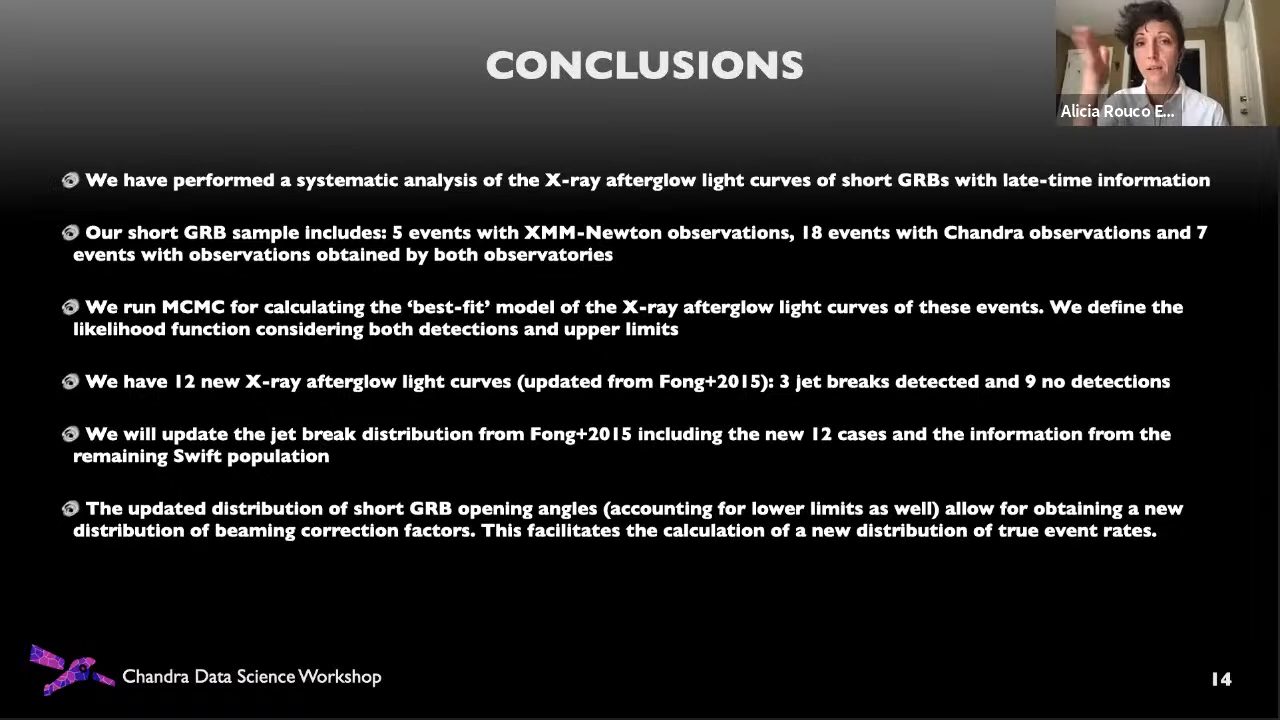 CONCLUSIONS
Alicia Rouco E...
We have performed a systematic analysis of the X-ray afterglow light curves of short GRBs with late-time information
Our short GRB sample includes: 5 events with XMM-Newton observations, 18 events with Chandra observations and 7
events with observations obtained by both observatories
We run MCMC for calculating the ‘best-fit’ model of the X-ray afterglow light curves of these events. We define the
likelihood function considering both detections and upper limits
We have 12 new X-ray afterglow light curves (updated from Fong+2015): 3 jet breaks detected and 9 no detections
We will update the jet break distribution from Fong+2015 including the new 12 cases and the information from the
remaining Swift population
The updated distribution of short GRB opening angles (accounting for lower limits as well) allow for obtaining a new
distribution of beaming correction factors. This facilitates the calculation of a new distribution of true event rates.
Chandra Data Science Workshop
14